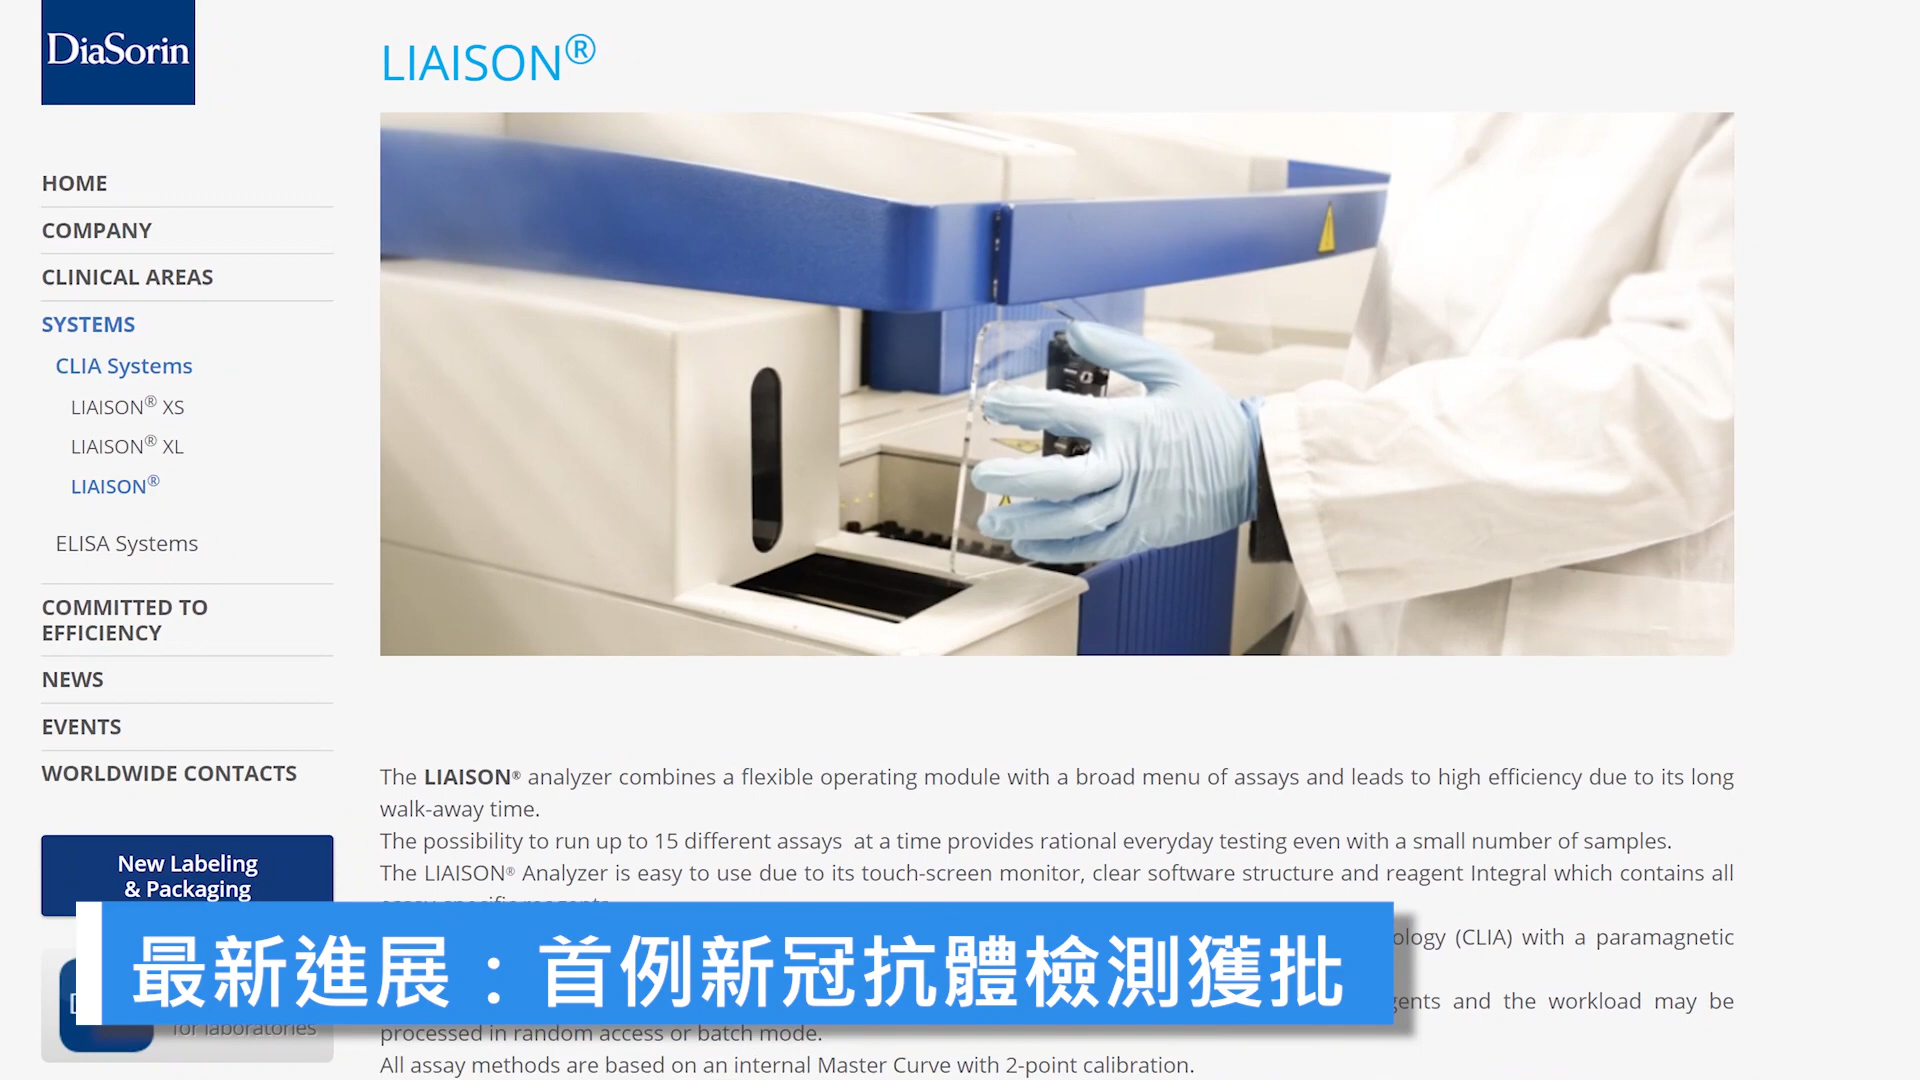 DiaSorin
LIAISON®
HOME
COMPANY
CLINICAL AREAS
SYSTEMS
CLIA Systems
LIAISON® XS
LIAISON® XL
LIAISON®
ELISA Systems
COMMITTED TO
EFFICIENCY
NEWS
EVENTS
WORLDWIDE CONTACTS
New Labeling
& Packaging
for laboratories
The LIAISON® analyzer combines a flexible operating module with a broad menu of assays and leads to high efficiency due to its long
walk-away time.
The possibility to run up to 15 different assays at a time provides rational everyday testing even with a small number of samples.
The LIAISON® Analyzer is easy to use due to its touch-screen monitor, clear software structure and reagent Integral which contains all
(CLIA) with a paramagnetic
and the workload may be
processed in random access or batch mode.
All assay methods are based on an internal Master Curve with 2-point calibration.
最新進展：首例新冠抗體檢測獲批